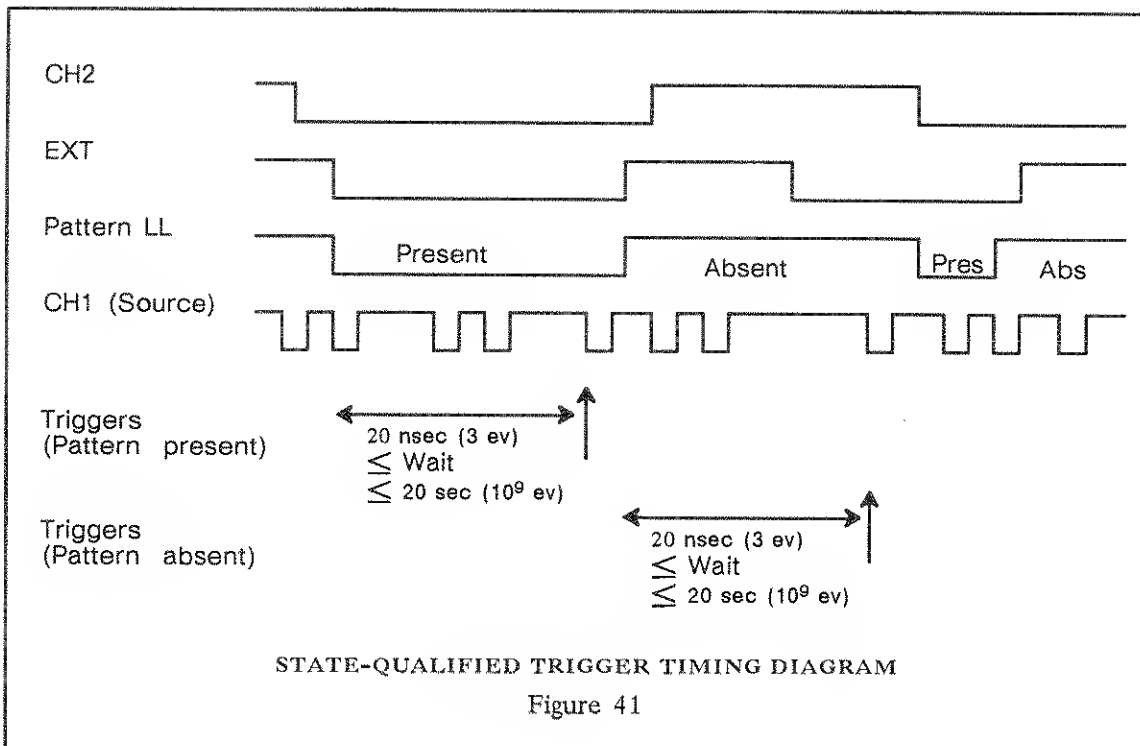 CH2
EXT
Pattern LL
Present
Absent
Pres
Abs
CH1 (Source)
Triggers
(Pattern present)
20 nsec (3 ev)
≤ Wait
≤ 20 sec (10⁹ ev)
Triggers
(Pattern absent)
20 nsec (3 ev)
≤ Wait
≤ 20 sec (10⁹ ev)
STATE-QUALIFIED TRIGGER TIMING DIAGRAM
Figure 41